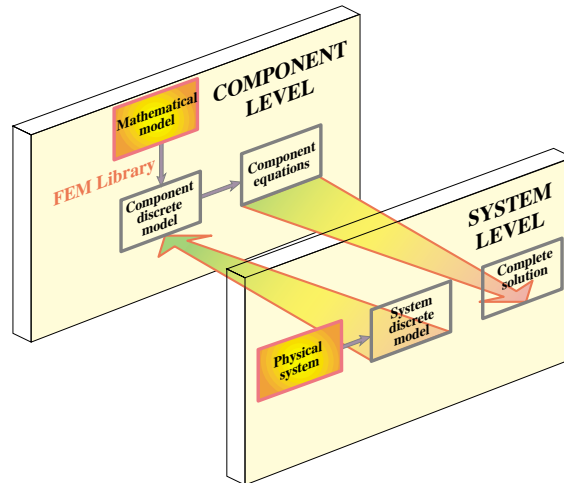 COMPONENT
LEVEL
Mathematical
model
FEM Library
Component
discrete
model
Component
equations
SYSTEM
LEVEL
Complete
solution
System
discrete
model
Physical
system